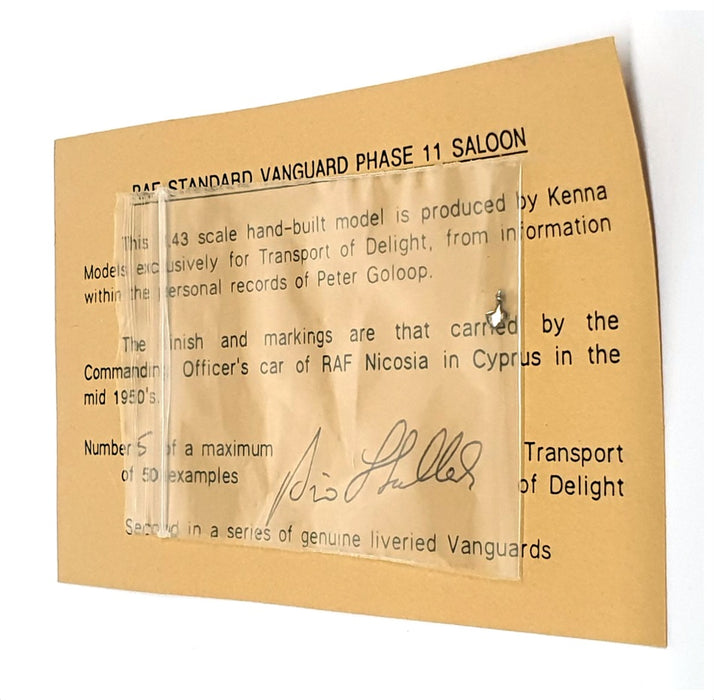 RAF STANDARD VANGUARD PHASE 11 SALOON
This 43 scale hand-built model is produced by Kenna
Models exclusively for Transport of Delight, from information
within the personal records of Peter Goloop.
The finish and markings are that carried by the
Commanding Officer's car of RAF Nicosia in Cyprus in the
mid 1950's.
Number 5 of a maximum
of 50 examples
Transport
of Delight
Second in a series of genuine liveried Vanguards